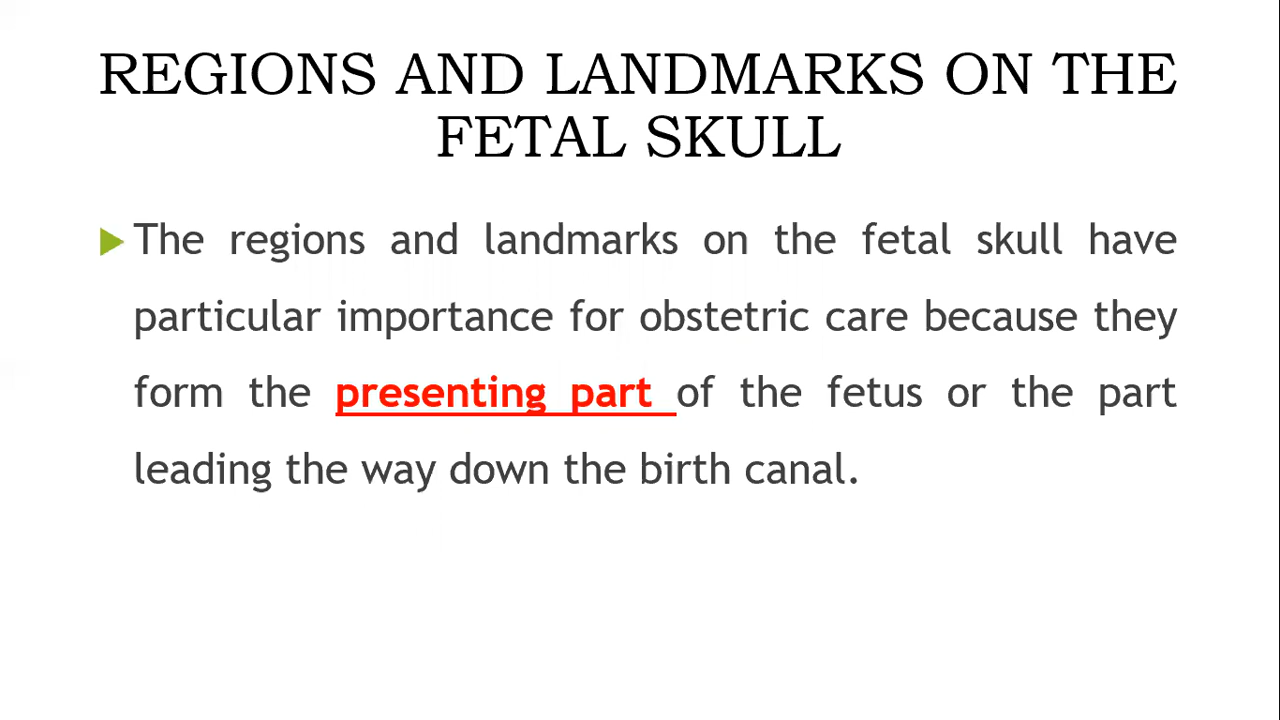 REGIONS AND LANDMARKS ON THE
FETAL SKULL
The regions and landmarks on the fetal skull have
particular importance for obstetric care because they
form the presenting part of the fetus or the part
leading the way down the birth canal.